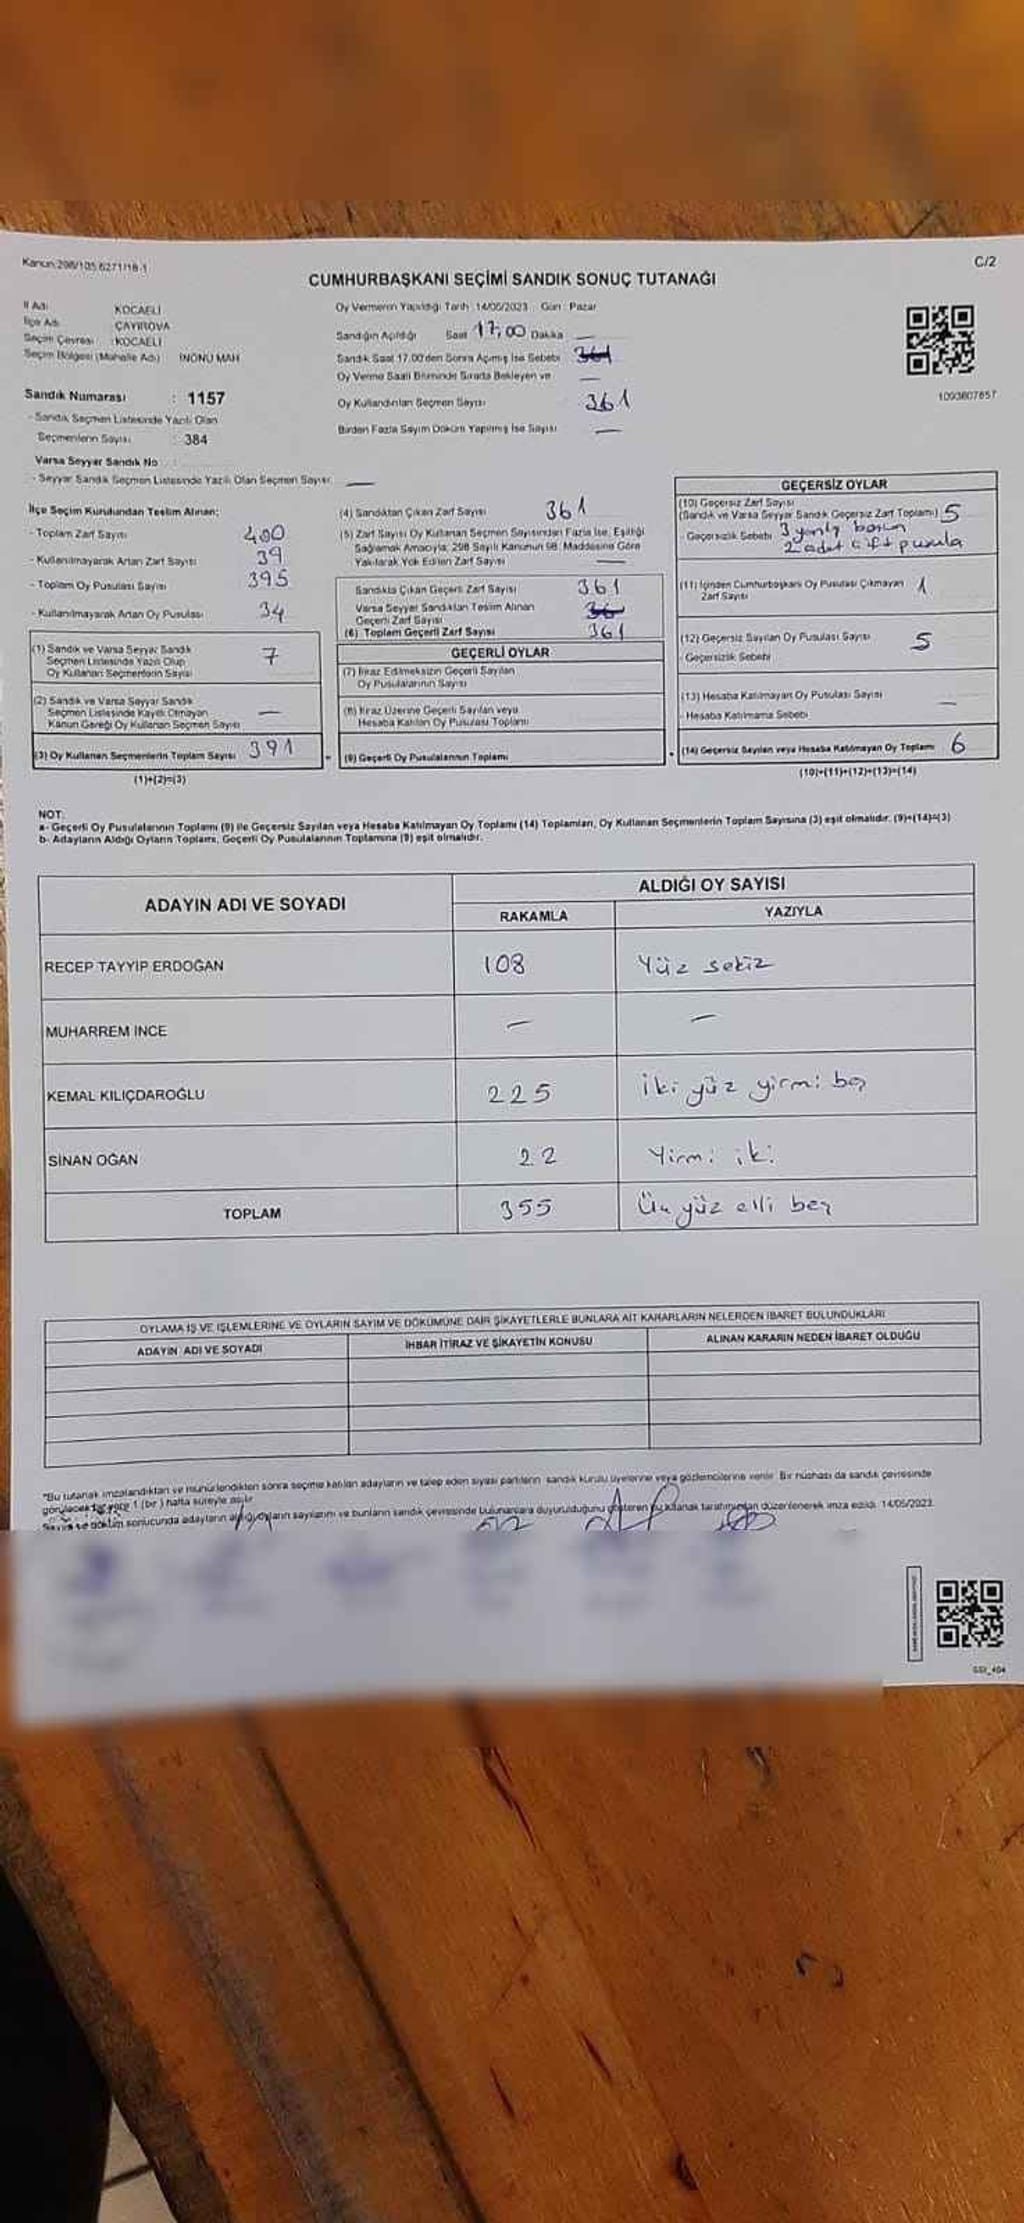 Kanun:298/105.6271/18-1
C/2
CUMHURBAŞKANI SEÇİMİ SANDIK SONUÇ TUTANAĞI
İl Adı KOCAELİ
İlçe Adı ÇAYIROVA
Seçim Çevresi :KOCAELİ
Seçim Bölgesi (Mahalle Adı) İNÖNÜ MAH
Sandık Numarası : 1157
- Sandık Seçmen Listesinde Yazılı Olan
Seçmenlerin Sayısı : 384
Varsa Seyyar Sandık No :
- Seyyar Sandık Seçmen Listesinde Yazılı Olan Seçmen Sayısı —
Oy Vermenin Yapıldığı Tarih : 14/05/2023 Gün : Pazar
Sandığın Açıldığı Saat 17,00 Dakika —
Sandık Saat 17.00'den Sonra Açılmış İse Sebebi 361
Oy Verme Saati Bitiminde Sırada Bekleyen ve —
Oy Kullandırılan Seçmen Sayısı 361
Birden Fazla Sayım Döküm Yapılmış İse Sayısı —
1093607857
İlçe Seçim Kurulundan Teslim Alınan;
- Toplam Zarf Sayısı 400
- Kullanılmayarak Artan Zarf Sayısı 39
- Toplam Oy Pusulası Sayısı 395
- Kullanılmayarak Artan Oy Pusulası 34
(1) Sandık ve Varsa Seyyar Sandık
Seçmen Listesinde Yazılı Olup
Oy Kullanan Seçmenlerin Sayısı 7
(2) Sandık ve Varsa Seyyar Sandık
Seçmen Listesinde Kayıtlı Olmayan
Kanun Gereği Oy Kullanan Seçmen Sayısı —
(3) Oy Kullanan Seçmenlerin Toplam Sayısı 391
(1)+(2)=(3)
(4) Sandıktan Çıkan Zarf Sayısı 361
(5) Zarf Sayısı Oy Kullanan Seçmen Sayısından Fazla İse, Eşitliği
Sağlamak Amacıyla, 298 Sayılı Kanunun 98. Maddesine Göre
Yakılarak Yok Edilen Zarf Sayısı —
Sandıkta Çıkan Geçerli Zarf Sayısı 361
Varsa Seyyar Sandıktan Teslim Alınan
Geçerli Zarf Sayısı 36
(6) Toplam Geçerli Zarf Sayısı 361
GEÇERLİ OYLAR
(7) İtiraz Edilmeksizin Geçerli Sayılan
Oy Pusulalarının Sayısı
(8) İtiraz Üzerine Geçerli Sayılan veya
Hesaba Katılan Oy Pusulası Toplamı
(9) Geçerli Oy Pusulalarının Toplamı
GEÇERSİZ OYLAR
(10) Geçersiz Zarf Sayısı
(Sandık ve Varsa Seyyar Sandık Geçersiz Zarf Toplamı) 5
Geçersizlik Sebebi 3 yanlış basım
2 adet çift pusula
(11) İçinden Cumhurbaşkanı Oy Pusulası Çıkmayan
Zarf Sayısı 1
(12) Geçersiz Sayılan Oy Pusulası Sayısı 5
- Geçersizlik Sebebi
(13) Hesaba Katılmayan Oy Pusulası Sayısı —
- Hesaba Katılmama Sebebi
(14) Geçersiz Sayılan veya Hesaba Katılmayan Oy Toplamı 6
(10)+(11)+(12)+(13)=(14)
NOT:
a- Geçerli Oy Pusulalarının Toplamı (9) ile Geçersiz Sayılan veya Hesaba Katılmayan Oy Toplamı (14) Toplamları, Oy Kullanan Seçmenlerin Toplam Sayısına (3) eşit olmalıdır. (9)+(14)=(3)
b- Adayların Aldığı Oyların Toplamı, Geçerli Oy Pusulalarının Toplamına (9) eşit olmalıdır.
ADAYIN ADI VE SOYADI ALDIĞI OY SAYISI
RAKAMLA YAZIYLA
RECEP TAYYIP ERDOĞAN 108 Yüz sekiz
MUHARREM İNCE — —
KEMAL KILIÇDAROĞLU 225 iki yüz yirmi beş
SİNAN OĞAN 22 Yirmi iki
TOPLAM 355 Üç yüz elli beş
OYLAMA İŞ VE İŞLEMLERİNE VE OYLARIN SAYIM VE DÖKÜMÜNE DAİR ŞİKAYETLERLE BUNLARA AİT KARARLARIN NELERDEN İBARET BULUNDUKLARI
ADAYIN ADI VE SOYADI İHBAR İTİRAZ VE ŞİKAYETİN KONUSU ALINAN KARARIN NEDEN İBARET OLDUĞU
"Bu tutanak imzalandıktan ve mühürlendikten sonra seçime katılan adayların ve talep eden siyasi partilerin sandık kurulu üyelerine veya gözlemcilerine verilir. Bir nüshası da sandık çevresinde
görülecek bir yere 1 (bir) hafta süreyle asılır.
Sayım ve döküm sonucunda adayların aldığı oyların sayılarını ve bunların sandık çevresinde bulunanlara duyurulduğunu gösteren bu tutanak tarafımızdan düzenlenerek imza edildi. 14/05/2023